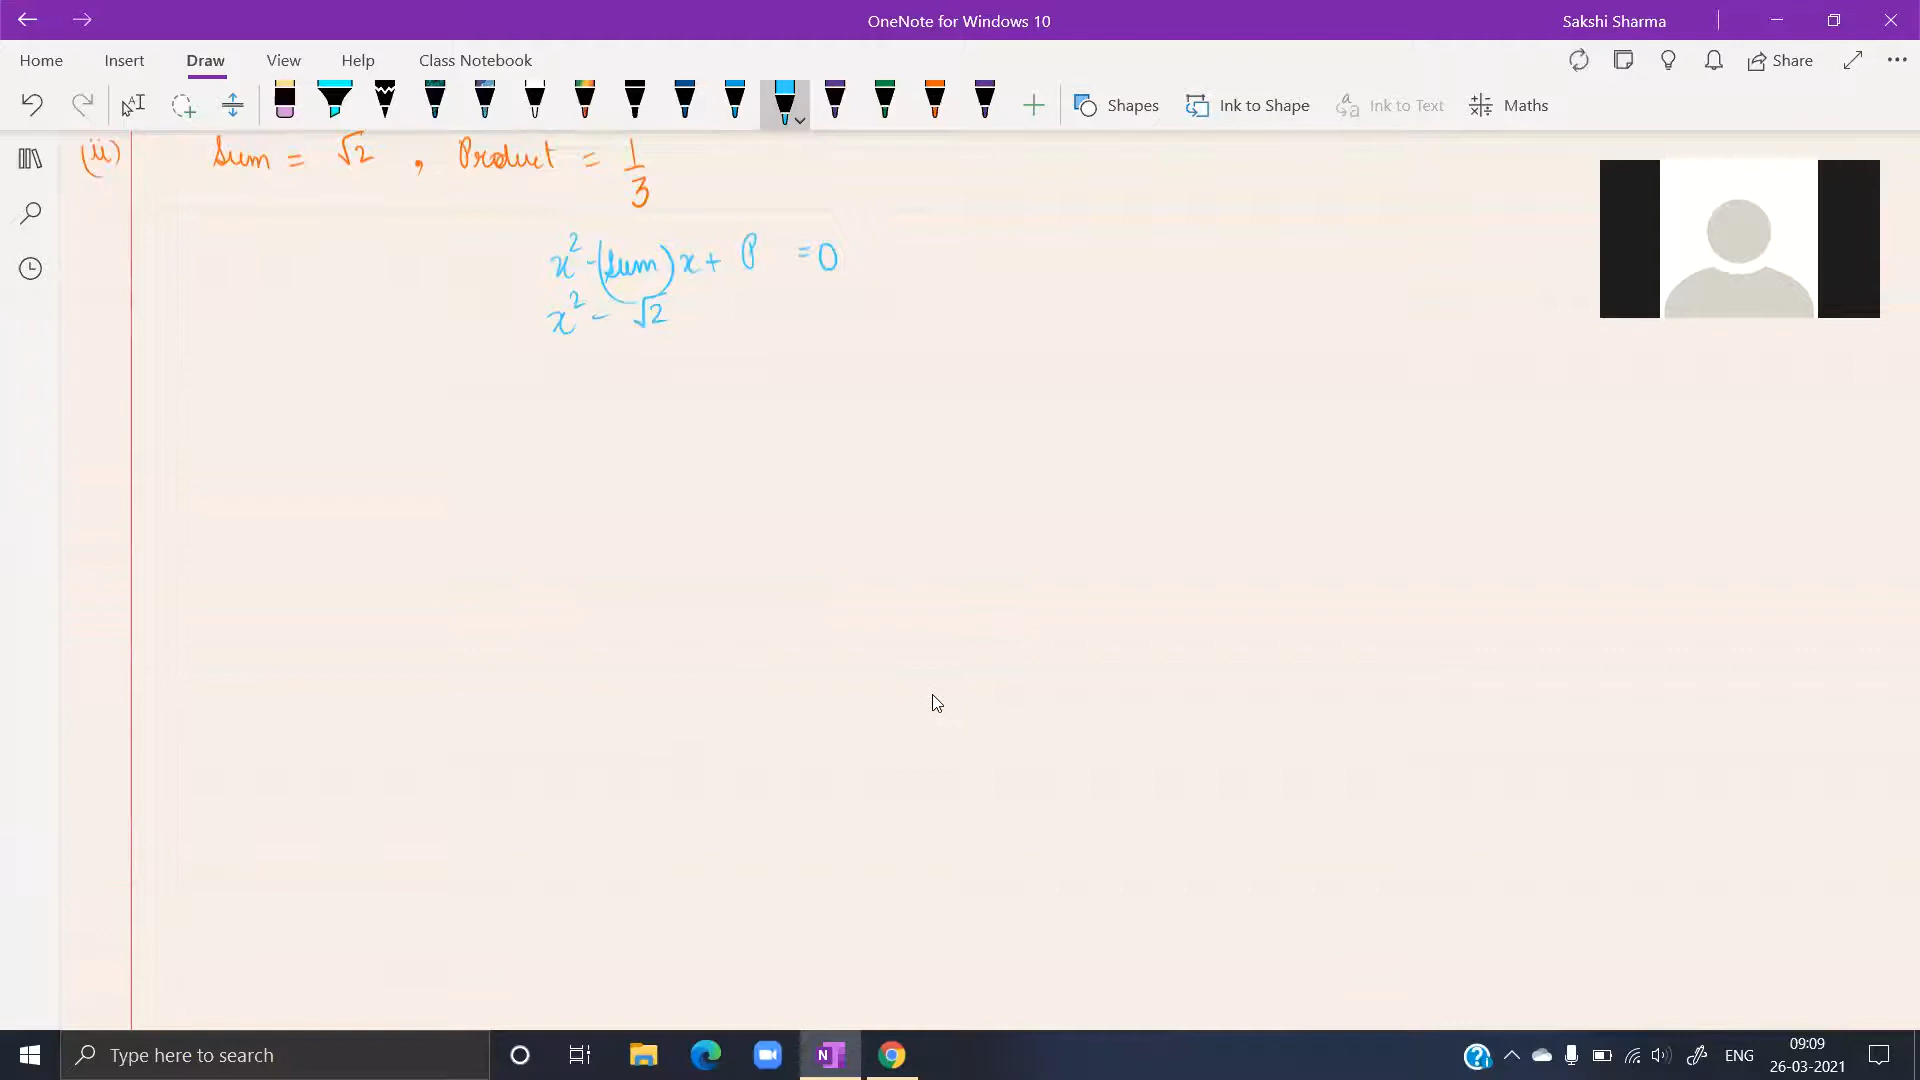 OneNote for Windows 10
Sakshi Sharma
Home Insert Draw View Help Class Notebook
Share
Shapes Ink to Shape Ink to Text Maths
(ii) Sum = √2 , Product = 1/3
x² - (Sum) x + P = 0
x² - √2
Type here to search
ENG
09:09
26-03-2021